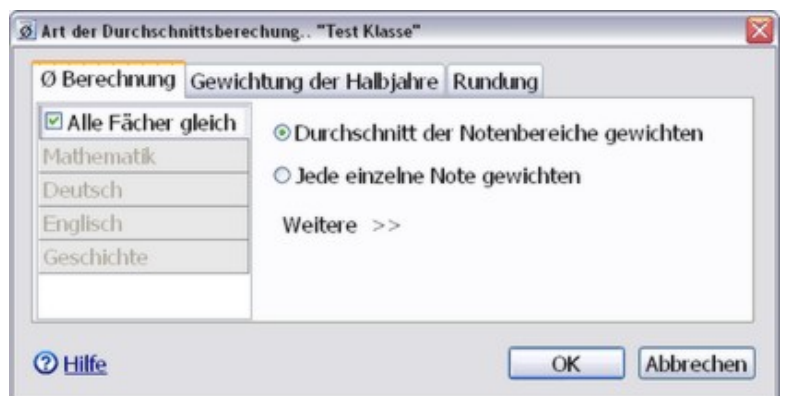 Art der Durchschnittsberechung.. "Test Klasse"
Ø Berechnung Gewichtung der Halbjahre Rundung
Alle Fächer gleich
Mathematik
Deutsch
Englisch
Geschichte
Durchschnitt der Notenbereiche gewichten
Jede einzelne Note gewichten
Weitere >>
Hilfe
OK Abbrechen